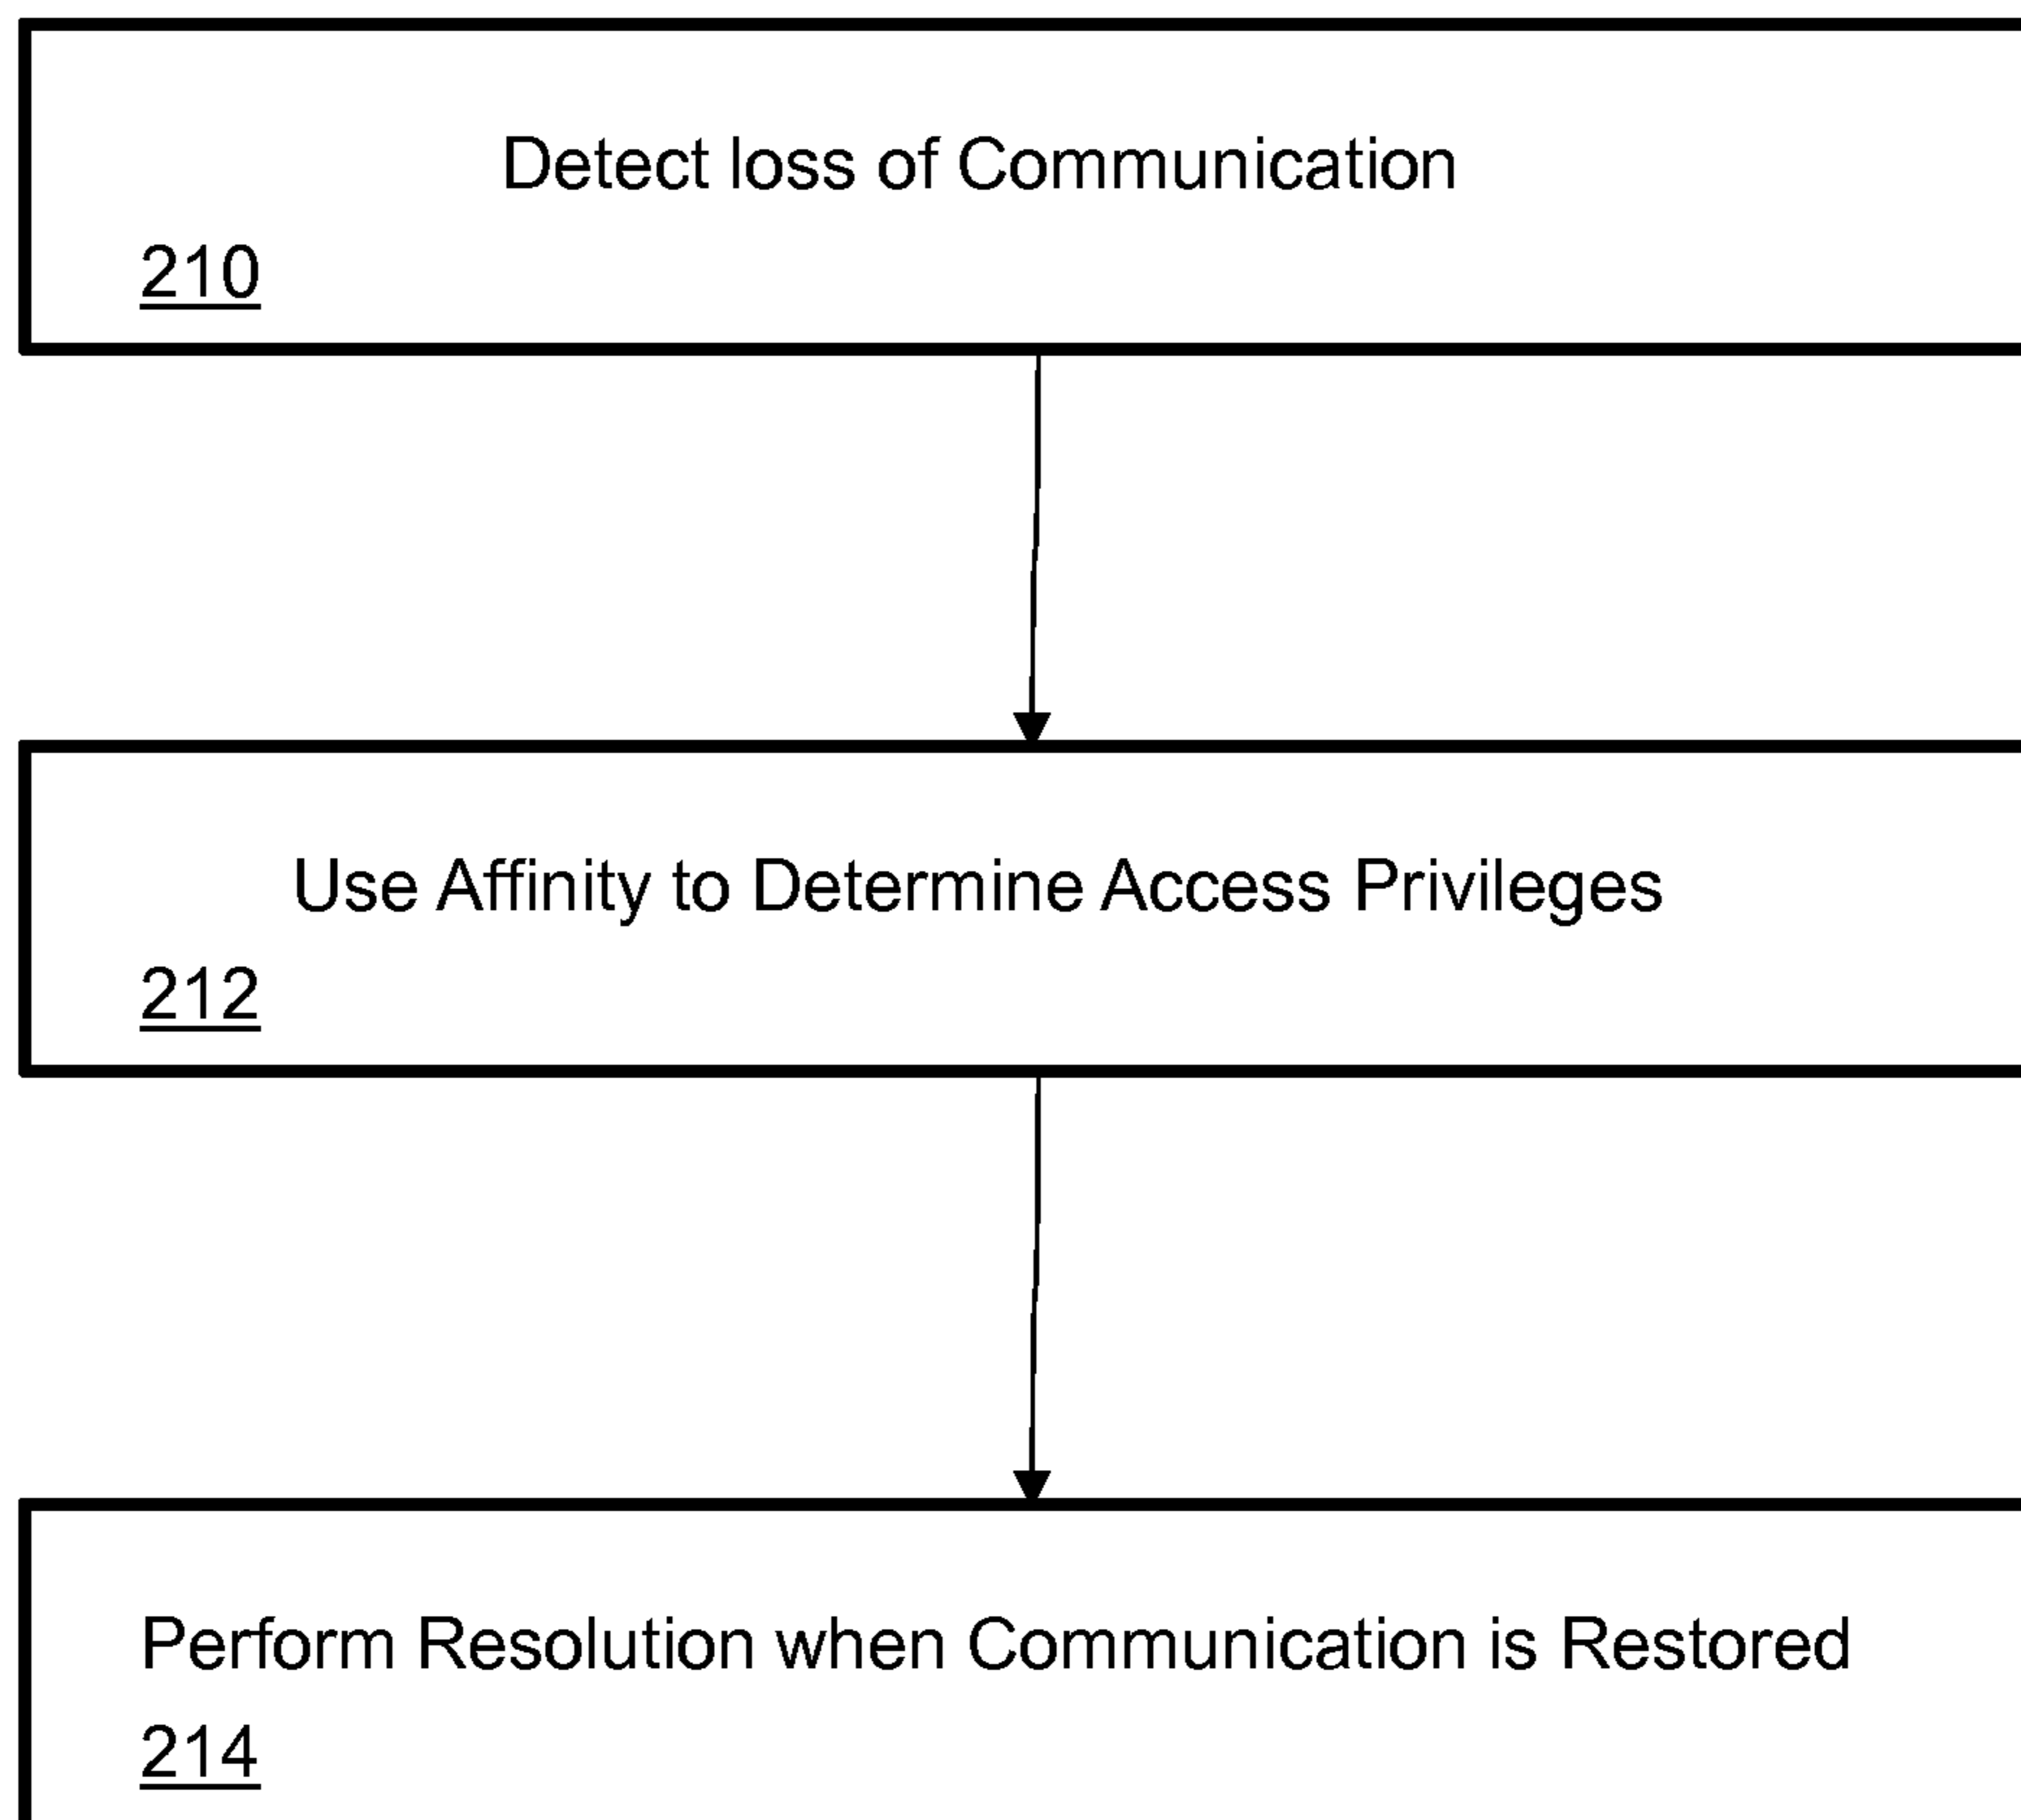 Detect loss of Communication
210
Use Affinity to Determine Access Privileges
212
Perform Resolution when Communication is Restored
214